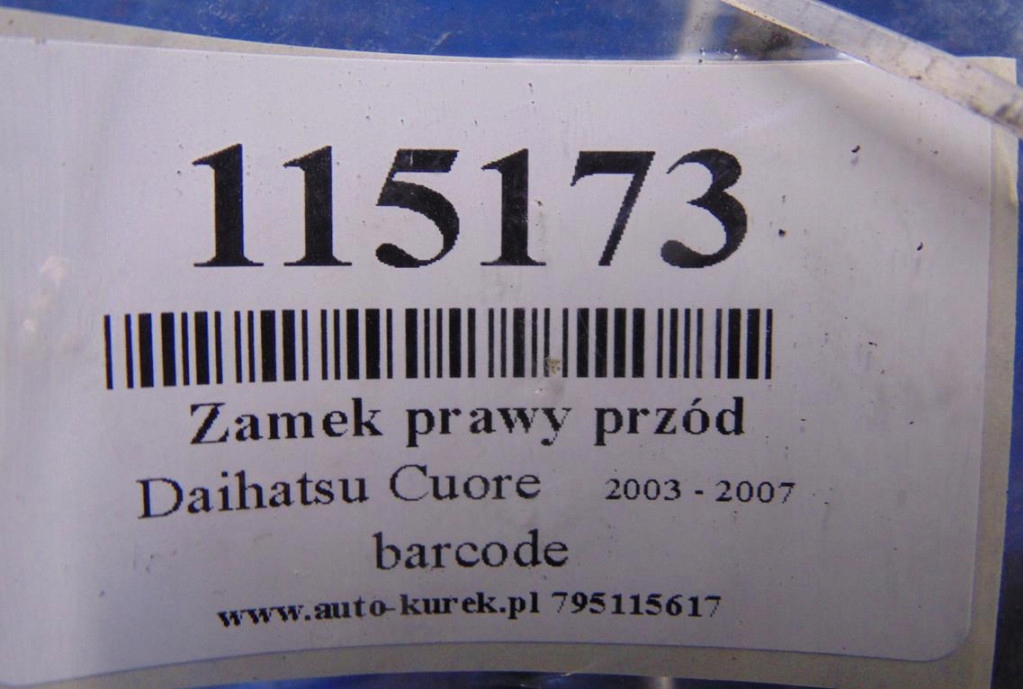 115173
Zamek prawy przód
Daihatsu Cuore 2003 - 2007
barcode
www.auto-kurek.pl 795115617